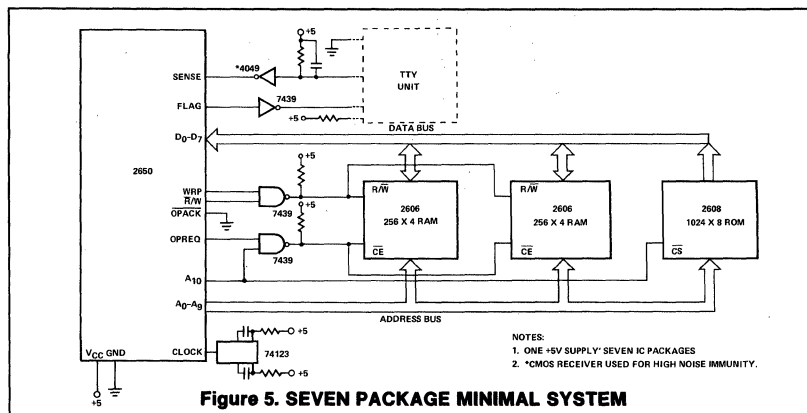 +5
*4049
SENSE
TTY
UNIT
7439
FLAG
+5
DATA BUS
D0-D7
2650
+5
WRP
R/W
7439
OPACK
+5
R/W
2606
256 X 4 RAM
CE
R/W
2606
256 X 4 RAM
CE
2608
1024 X 8 ROM
CS
OPREQ
7439
A10
A0-A9
ADDRESS BUS
VCC GND
CLOCK
74123
+5
+5
+5
NOTES:
1. ONE +5V SUPPLY' SEVEN IC PACKAGES
2. *CMOS RECEIVER USED FOR HIGH NOISE IMMUNITY.
Figure 5. SEVEN PACKAGE MINIMAL SYSTEM